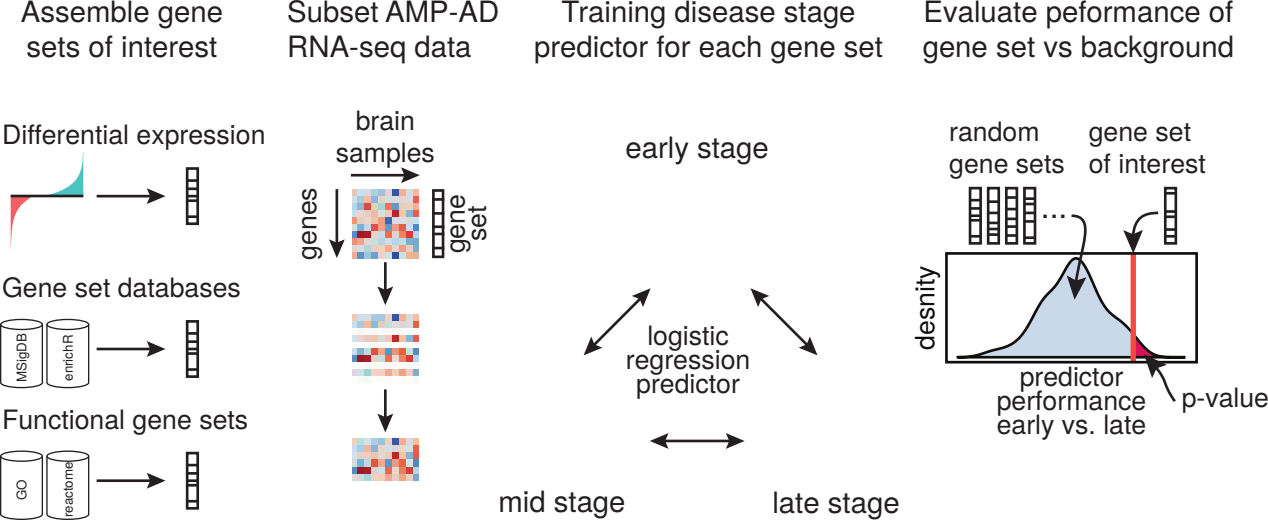 Assemble gene
sets of interest
Differential expression
Gene set databases
MSigDB
enrichR
Functional gene sets
GO
reactome
Subset AMP-AD
RNA-seq data
brain
samples
genes
gene
set
Training disease stage
predictor for each gene set
early stage
logistic
regression
predictor
mid stage
late stage
Evaluate peformance of
gene set vs background
random
gene sets
gene set
of interest
...
desnity
predictor
performance
early vs. late
p-value